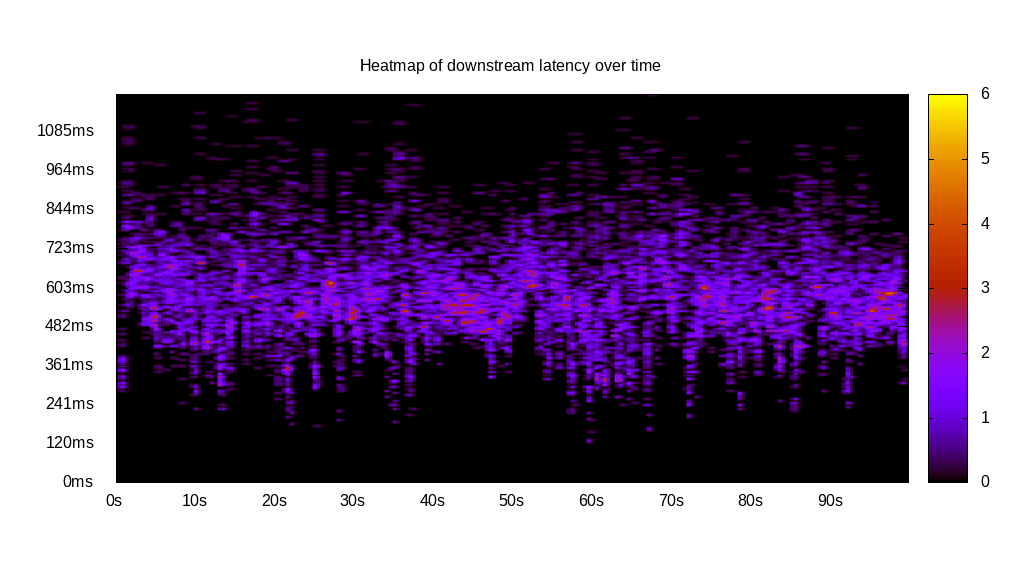 Heatmap of downstream latency over time
1085ms
964ms
844ms
723ms
603ms
482ms
361ms
241ms
120ms
0ms
0s 10s 20s 30s 40s 50s 60s 70s 80s 90s
6
5
4
3
2
1
0